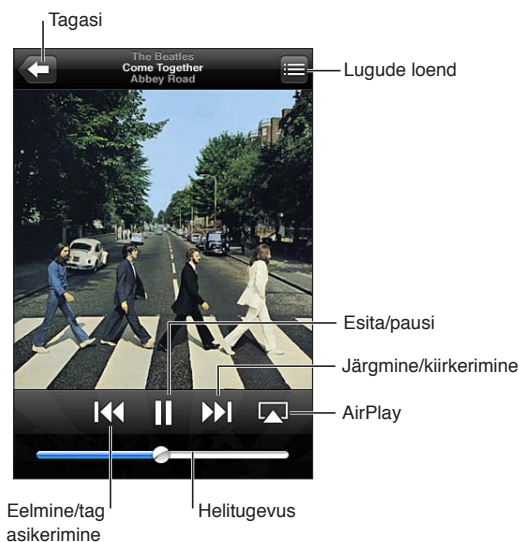 Tagasi
The Beatles
Come Together
Abbey Road
Lugude loend
Esita/pausi
Järgmine/kiirkerimine
AirPlay
Eelmine/tag
asikerimine
Helitugevus